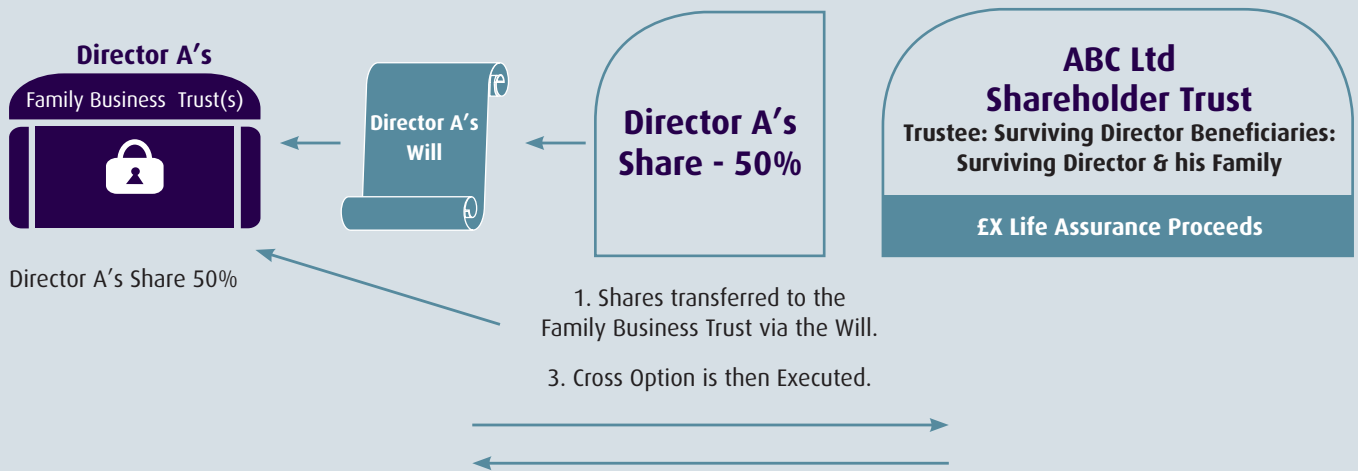 Director A's
Family Business Trust(s)
Director A's Share 50%
Director A's
Will
Director A's
Share - 50%
ABC Ltd
Shareholder Trust
Trustee: Surviving Director Beneficiaries:
Surviving Director & his Family
£X Life Assurance Proceeds
1. Shares transferred to the
Family Business Trust via the Will.
3. Cross Option is then Executed.